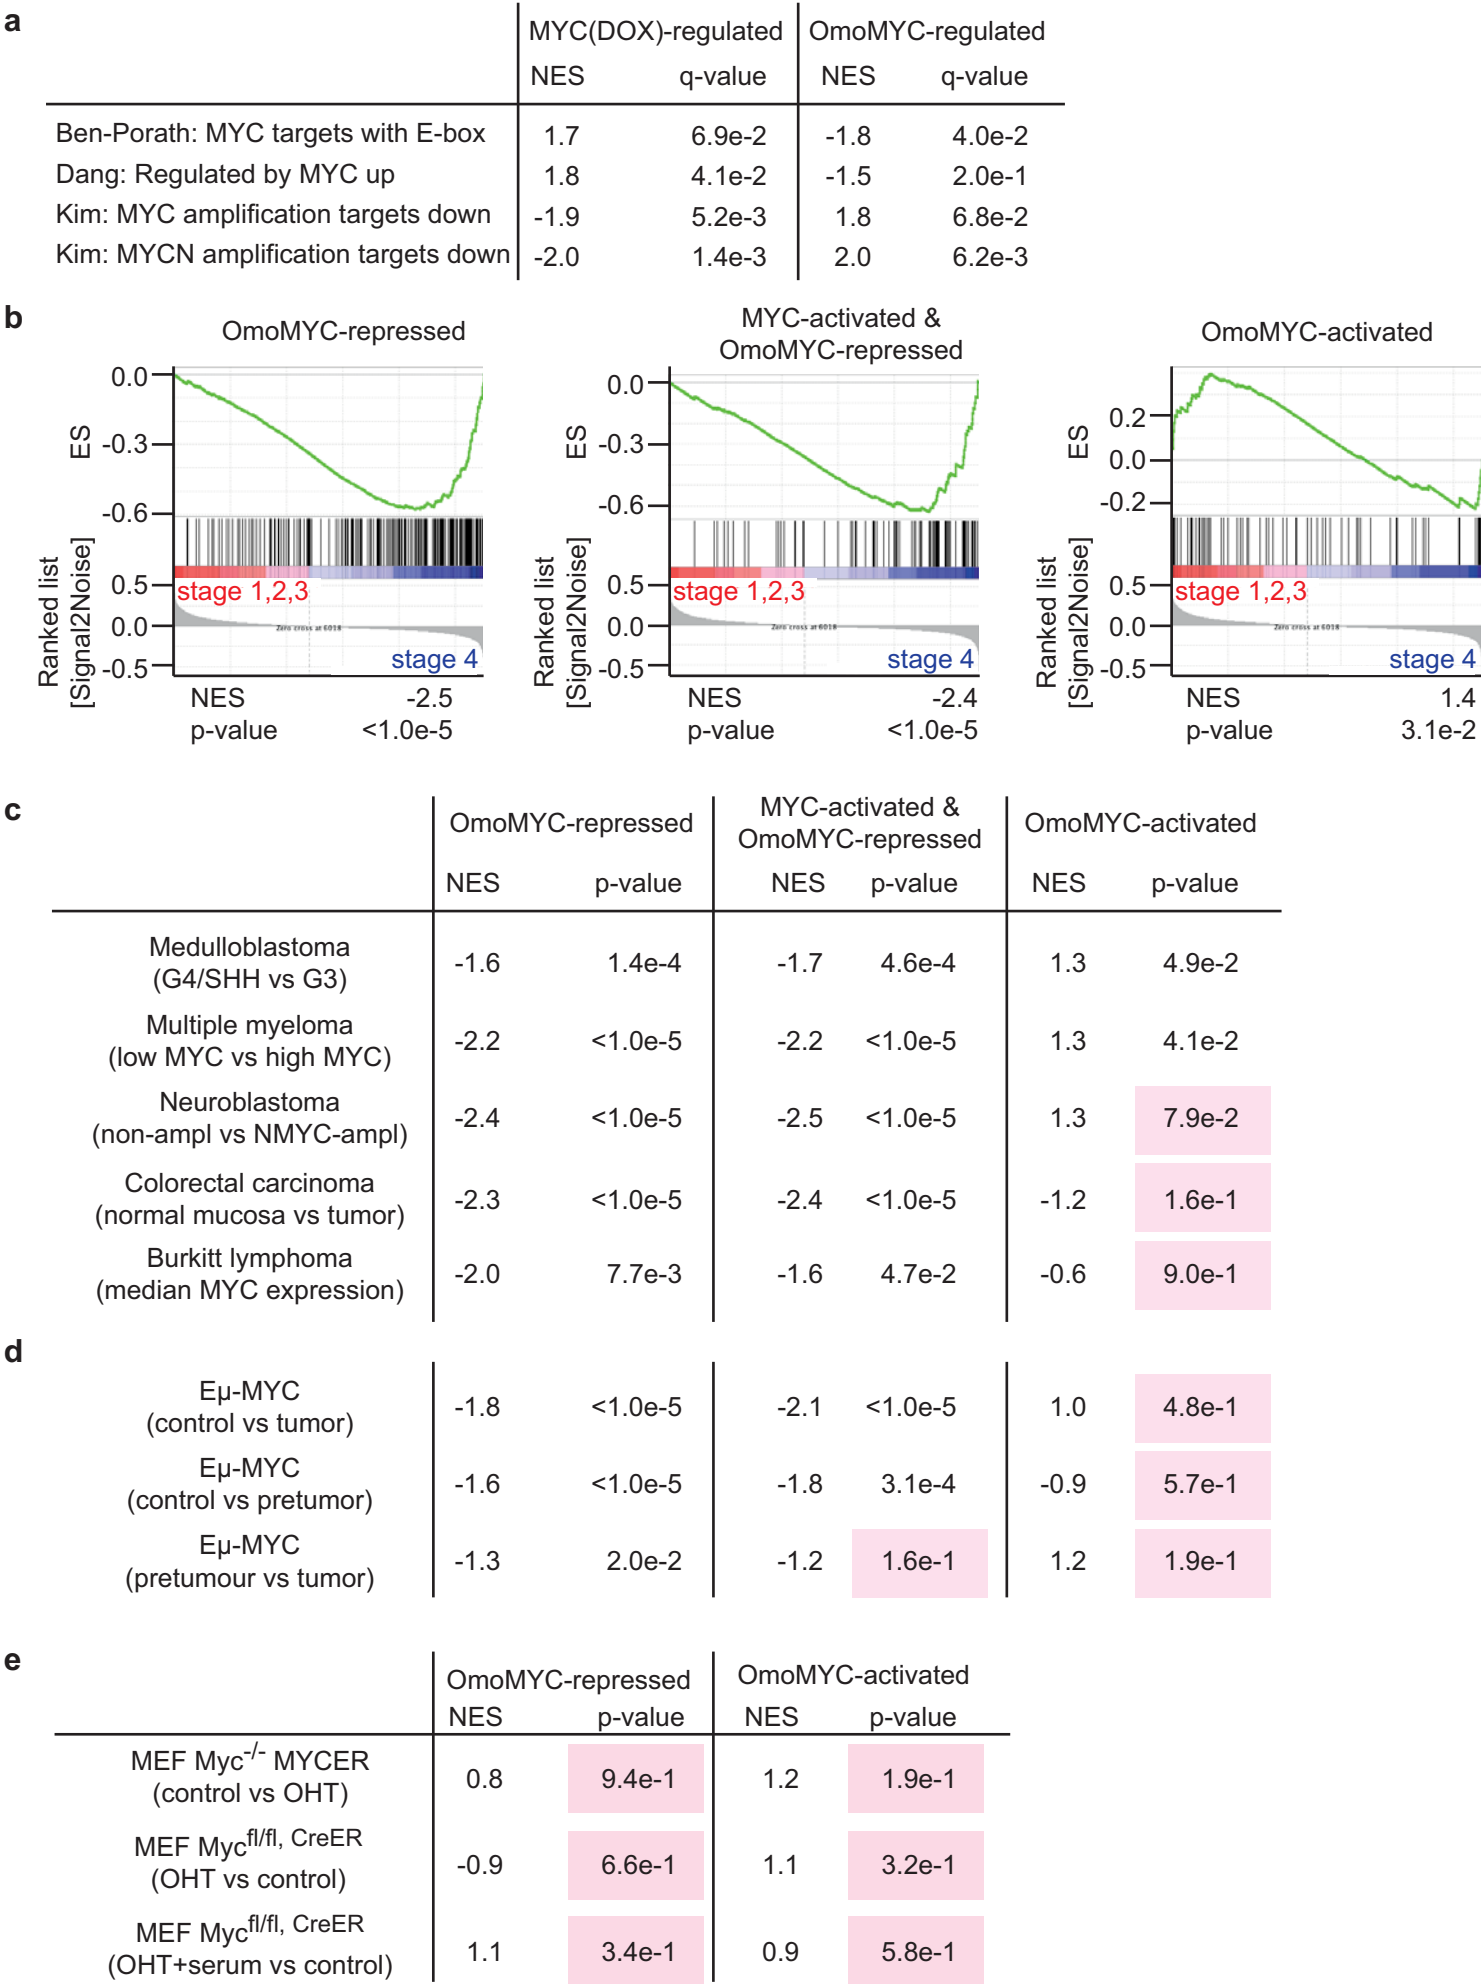 a
MYC(DOX)-regulated OmoMYC-regulated
NES q-value NES q-value
Ben-Porath: MYC targets with E-box 1.7 6.9e-2 -1.8 4.0e-2
Dang: Regulated by MYC up 1.8 4.1e-2 -1.5 2.0e-1
Kim: MYC amplification targets down -1.9 5.2e-3 1.8 6.8e-2
Kim: MYCN amplification targets down -2.0 1.4e-3 2.0 6.2e-3
b
OmoMYC-repressed
0.0
-0.3
-0.6
ES
0.5
0.0
-0.5
Ranked list
[Signal2Noise]
stage 1,2,3
Zero cross at 6018
stage 4
NES -2.5
p-value <1.0e-5
MYC-activated &
OmoMYC-repressed
0.0
-0.3
-0.6
ES
0.5
0.0
-0.5
Ranked list
[Signal2Noise]
stage 1,2,3
Zero cross at 6018
stage 4
NES -2.4
p-value <1.0e-5
OmoMYC-activated
0.2
0.0
-0.2
ES
0.5
0.0
-0.5
Ranked list
[Signal2Noise]
stage 1,2,3
Zero cross at 6018
stage 4
NES 1.4
p-value 3.1e-2
c
OmoMYC-repressed
MYC-activated &
OmoMYC-repressed
OmoMYC-activated
NES p-value NES p-value NES p-value
Medulloblastoma
(G4/SHH vs G3)
-1.6 1.4e-4 -1.7 4.6e-4 1.3 4.9e-2
Multiple myeloma
(low MYC vs high MYC)
-2.2 <1.0e-5 -2.2 <1.0e-5 1.3 4.1e-2
Neuroblastoma
(non-ampl vs NMYC-ampl)
-2.4 <1.0e-5 -2.5 <1.0e-5 1.3 7.9e-2
Colorectal carcinoma
(normal mucosa vs tumor)
-2.3 <1.0e-5 -2.4 <1.0e-5 -1.2 1.6e-1
Burkitt lymphoma
(median MYC expression)
-2.0 7.7e-3 -1.6 4.7e-2 -0.6 9.0e-1
d
Eµ-MYC
(control vs tumor)
-1.8 <1.0e-5 -2.1 <1.0e-5 1.0 4.8e-1
Eµ-MYC
(control vs pretumor)
-1.6 <1.0e-5 -1.8 3.1e-4 -0.9 5.7e-1
Eµ-MYC
(pretumour vs tumor)
-1.3 2.0e-2 -1.2 1.6e-1 1.2 1.9e-1
e
OmoMYC-repressed OmoMYC-activated
NES p-value NES p-value
MEF Myc-/- MYCER
(control vs OHT)
0.8 9.4e-1 1.2 1.9e-1
MEF Mycfl/fl, CreER
(OHT vs control)
-0.9 6.6e-1 1.1 3.2e-1
MEF Mycfl/fl, CreER
(OHT+serum vs control)
1.1 3.4e-1 0.9 5.8e-1